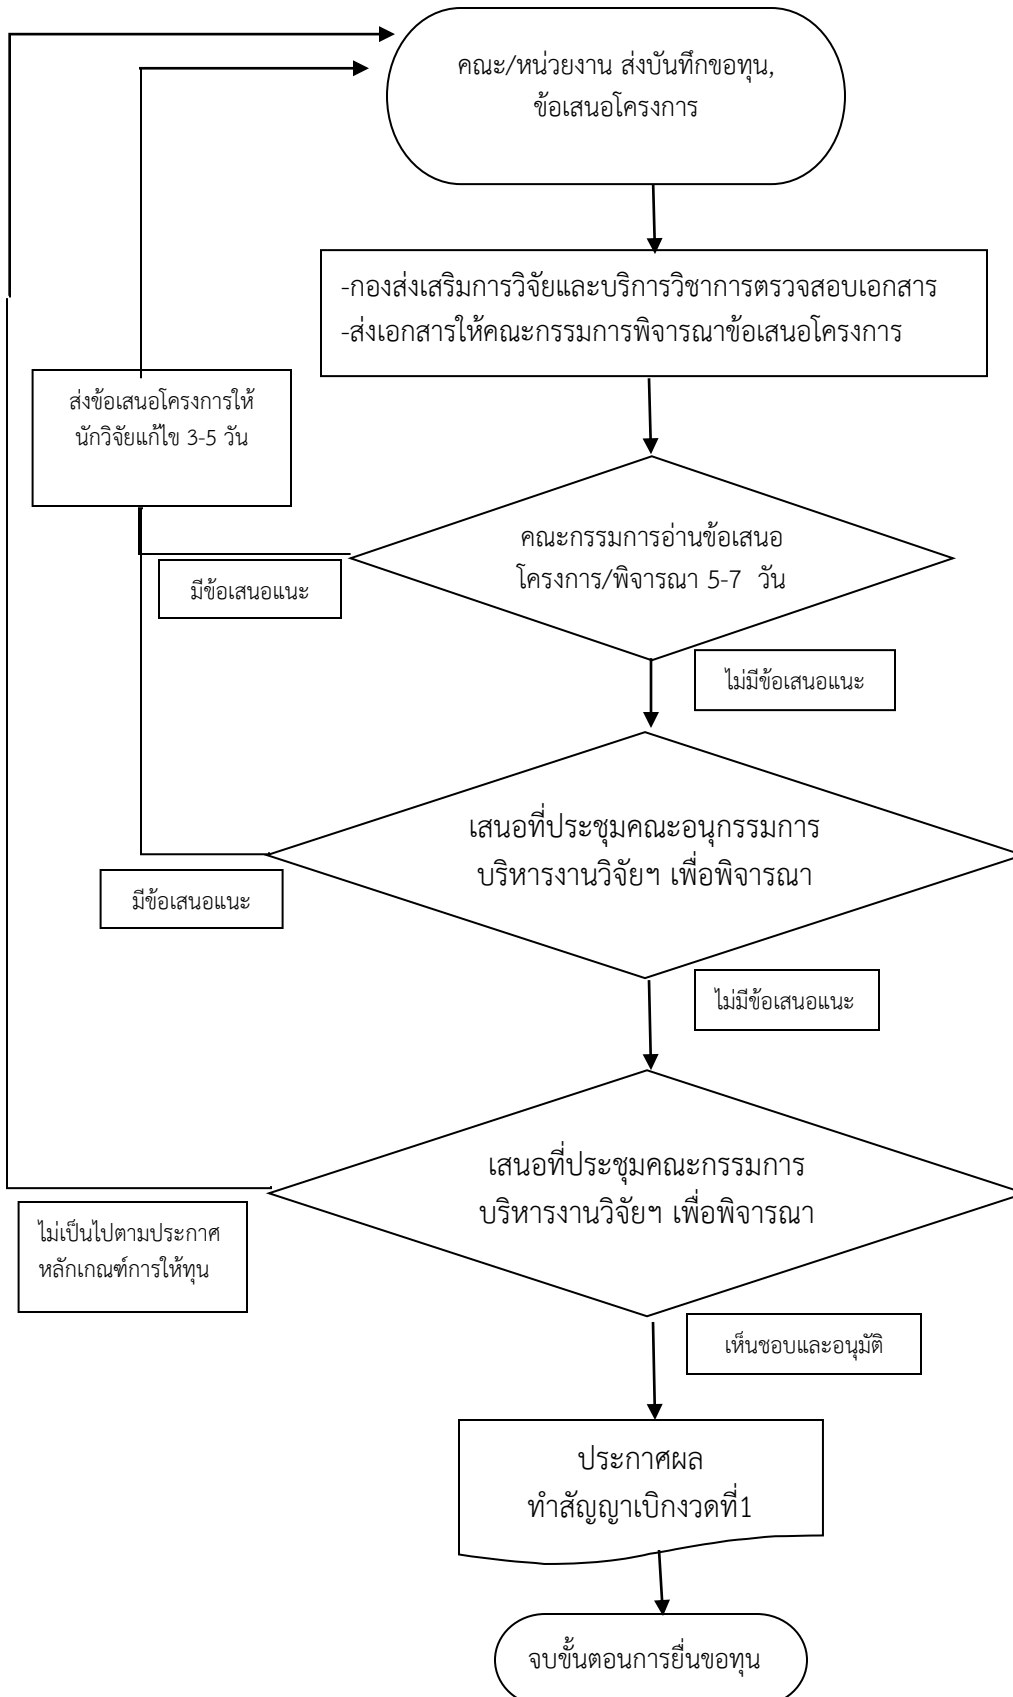 คณะ/หน่วยงาน ส่งบันทึกขอทุน,
ข้อเสนอโครงการ
-กองส่งเสริมการวิจัยและบริการวิชาการตรวจสอบเอกสาร
-ส่งเอกสารให้คณะกรรมการพิจารณาข้อเสนอโครงการ
ส่งข้อเสนอโครงการให้
นักวิจัยแก้ไข 3-5 วัน
คณะกรรมการอ่านข้อเสนอ
โครงการ/พิจารณา 5-7 วัน
มีข้อเสนอแนะ
ไม่มีข้อเสนอแนะ
เสนอที่ประชุมคณะอนุกรรมการ
บริหารงานวิจัยฯ เพื่อพิจารณา
มีข้อเสนอแนะ
ไม่มีข้อเสนอแนะ
เสนอที่ประชุมคณะกรรมการ
บริหารงานวิจัยฯ เพื่อพิจารณา
ไม่เป็นไปตามประกาศ
หลักเกณฑ์การให้ทุน
เห็นชอบและอนุมัติ
ประกาศผล
ทำสัญญาเบิกงวดที่1
จบขั้นตอนการยื่นขอทุน